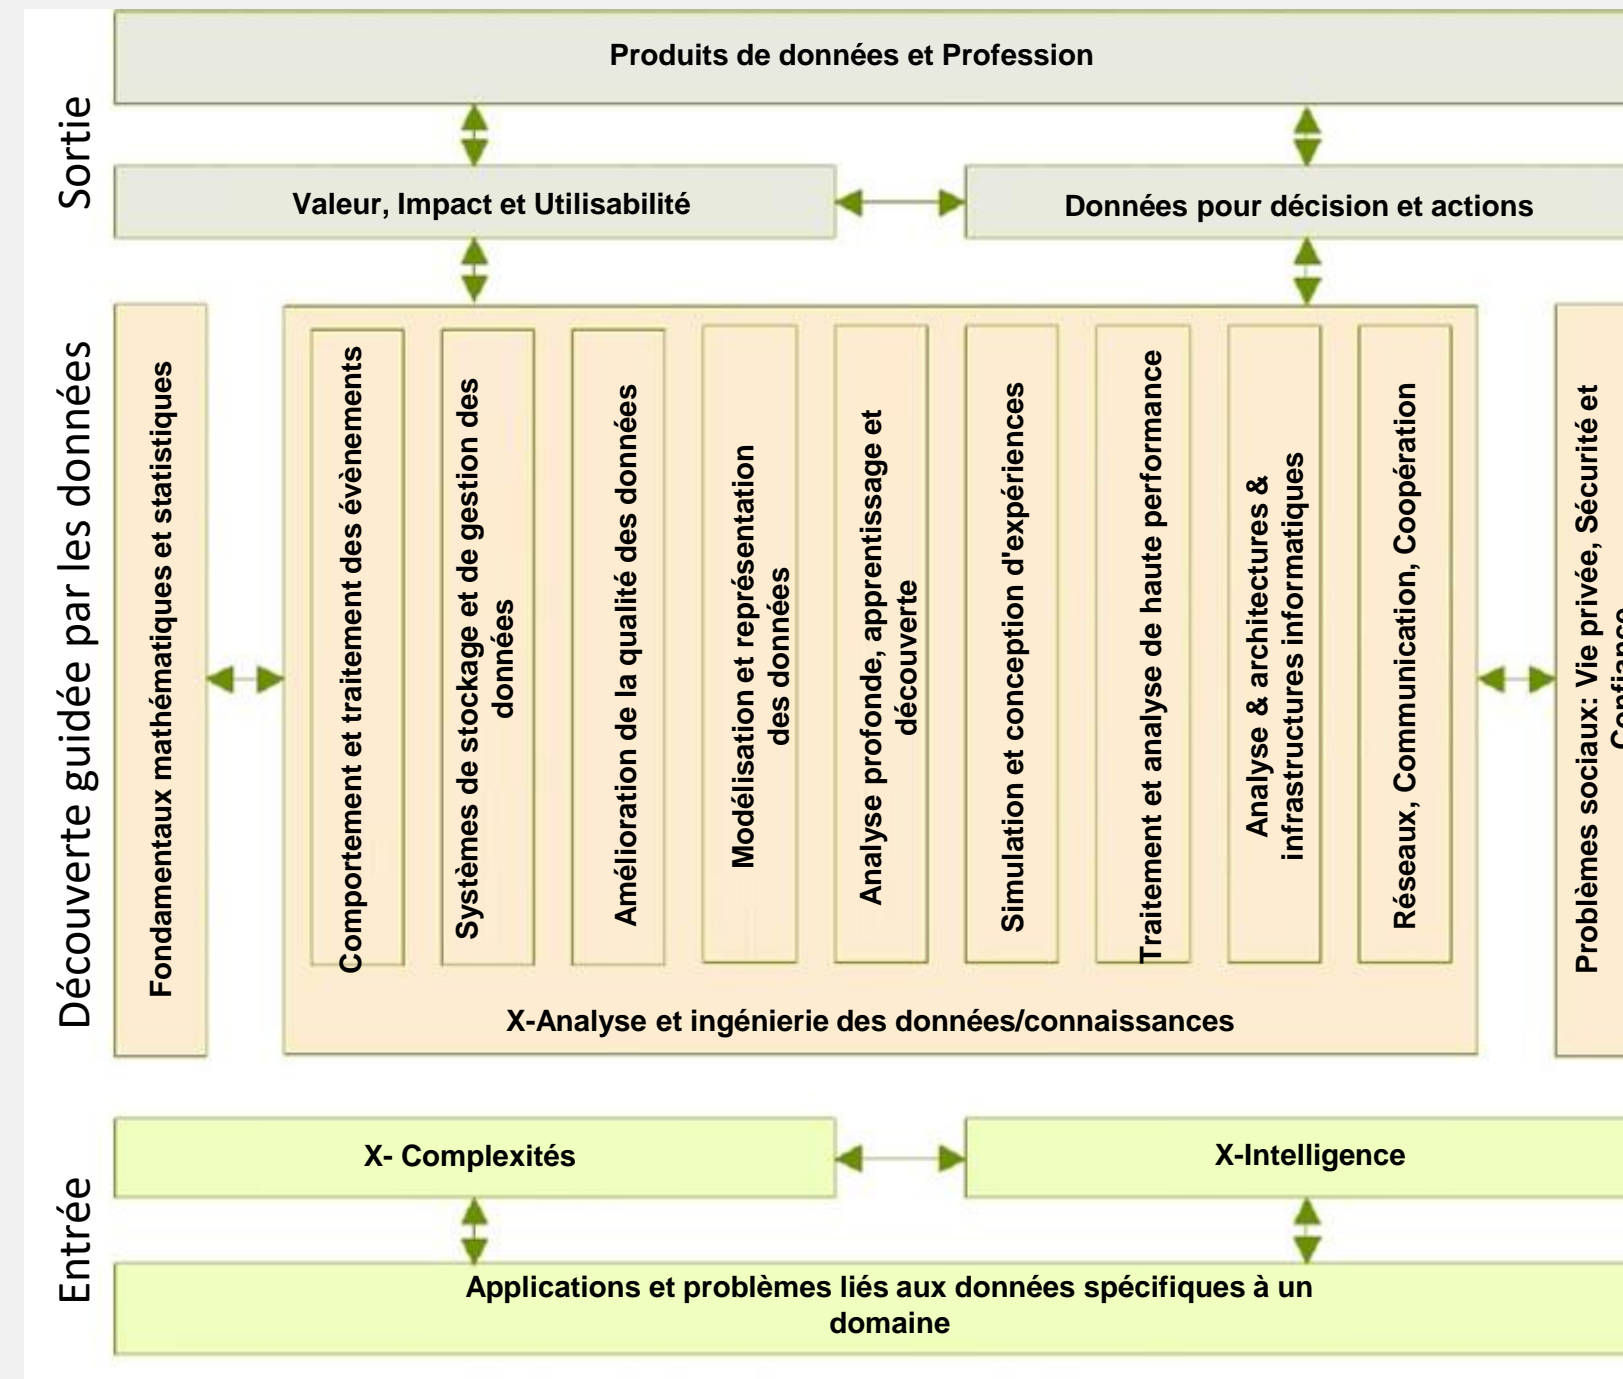 Sortie
Produits de données et Profession
Valeur, Impact et Utilisabilité
Données pour décision et actions
Découverte guidée par les données
Fondamentaux mathématiques et statistiques
Comportement et traitement des évènements
Systèmes de stockage et de gestion des
données
Amélioration de la qualité des données
Modélisation et représentation
des données
Analyse profonde, apprentissage et
découverte
Simulation et conception d'expériences
Traitement et analyse de haute performance
Analyse & architectures &
infrastructures informatiques
Réseaux, Communication, Coopération
Problèmes sociaux: Vie privée, Sécurité et
Confiance
X-Analyse et ingénierie des données/connaissances
Entrée
X- Complexités
X-Intelligence
Applications et problèmes liés aux données spécifiques à un
domaine